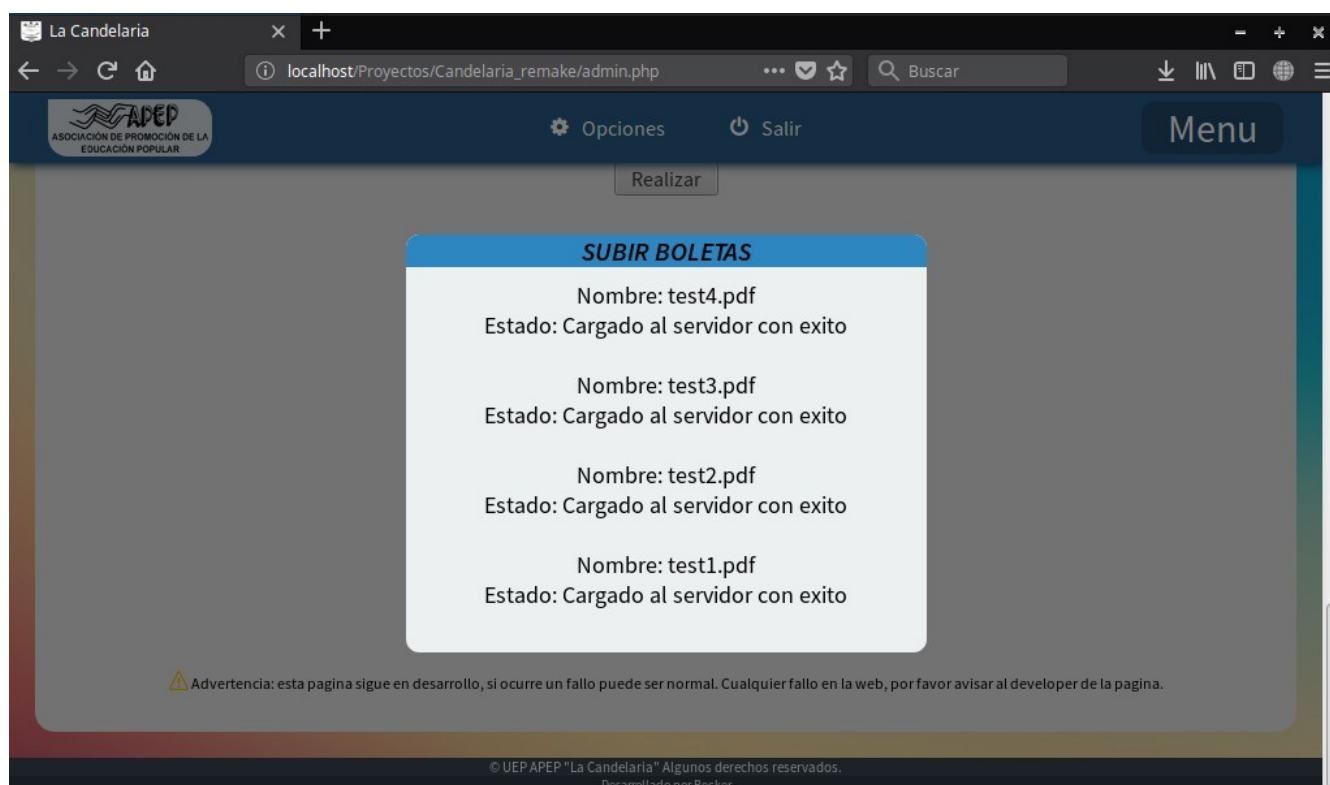 La Candelaria
localhost/Proyectos/Candelaria_remake/admin.php
Buscar
APEP
ASOCIACIÓN DE PROMOCIÓN DE LA
EDUCACIÓN POPULAR
Opciones
Salir
Menu
Realizar
SUBIR BOLETAS
Nombre: test4.pdf
Estado: Cargado al servidor con exito
Nombre: test3.pdf
Estado: Cargado al servidor con exito
Nombre: test2.pdf
Estado: Cargado al servidor con exito
Nombre: test1.pdf
Estado: Cargado al servidor con exito
Advertencia: esta pagina sigue en desarrollo, si ocurre un fallo puede ser normal. Cualquier fallo en la web, por favor avisar al developer de la pagina.
© UEP APEP "La Candelaria" Algunos derechos reservados.
Desarrollado por